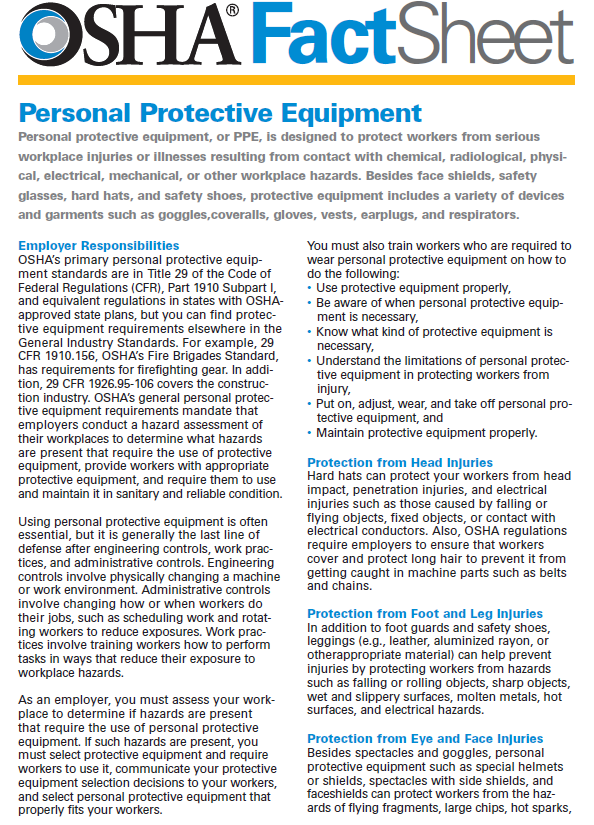 OSHA® FactSheet
Personal Protective Equipment
Personal protective equipment, or PPE, is designed to protect workers from serious
workplace injuries or illnesses resulting from contact with chemical, radiological, physi-
cal, electrical, mechanical, or other workplace hazards. Besides face shields, safety
glasses, hard hats, and safety shoes, protective equipment includes a variety of devices
and garments such as goggles,coveralls, gloves, vests, earplugs, and respirators.
Employer Responsibilities
OSHA's primary personal protective equip-
ment standards are in Title 29 of the Code of
Federal Regulations (CFR), Part 1910 Subpart I,
and equivalent regulations in states with OSHA-
approved state plans, but you can find protec-
tive equipment requirements elsewhere in the
General Industry Standards. For example, 29
CFR 1910.156, OSHA's Fire Brigades Standard,
has requirements for firefighting gear. In addi-
tion, 29 CFR 1926.95-106 covers the construc-
tion industry. OSHA's general personal protec-
tive equipment requirements mandate that
employers conduct a hazard assessment of
their workplaces to determine what hazards
are present that require the use of protective
equipment, provide workers with appropriate
protective equipment, and require them to use
and maintain it in sanitary and reliable condition.
Using personal protective equipment is often
essential, but it is generally the last line of
defense after engineering controls, work prac-
tices, and administrative controls. Engineering
controls involve physically changing a machine
or work environment. Administrative controls
involve changing how or when workers do
their jobs, such as scheduling work and rotat-
ing workers to reduce exposures. Work prac-
tices involve training workers how to perform
tasks in ways that reduce their exposure to
workplace hazards.
As an employer, you must assess your work-
place to determine if hazards are present
that require the use of personal protective
equipment. If such hazards are present, you
must select protective equipment and require
workers to use it, communicate your protective
equipment selection decisions to your workers,
and select personal protective equipment that
properly fits your workers.
You must also train workers who are required to
wear personal protective equipment on how to
do the following:
• Use protective equipment properly,
• Be aware of when personal protective equip-
ment is necessary,
• Know what kind of protective equipment is
necessary,
• Understand the limitations of personal protec-
tive equipment in protecting workers from
injury,
• Put on, adjust, wear, and take off personal pro-
tective equipment, and
• Maintain protective equipment properly.
Protection from Head Injuries
Hard hats can protect your workers from head
impact, penetration injuries, and electrical
injuries such as those caused by falling or
flying objects, fixed objects, or contact with
electrical conductors. Also, OSHA regulations
require employers to ensure that workers
cover and protect long hair to prevent it from
getting caught in machine parts such as belts
and chains.
Protection from Foot and Leg Injuries
In addition to foot guards and safety shoes,
leggings (e.g., leather, aluminized rayon, or
otherappropriate material) can help prevent
injuries by protecting workers from hazards
such as falling or rolling objects, sharp objects,
wet and slippery surfaces, molten metals, hot
surfaces, and electrical hazards.
Protection from Eye and Face Injuries
Besides spectacles and goggles, personal
protective equipment such as special helmets
or shields, spectacles with side shields, and
faceshields can protect workers from the haz-
ards of flying fragments, large chips, hot sparks,